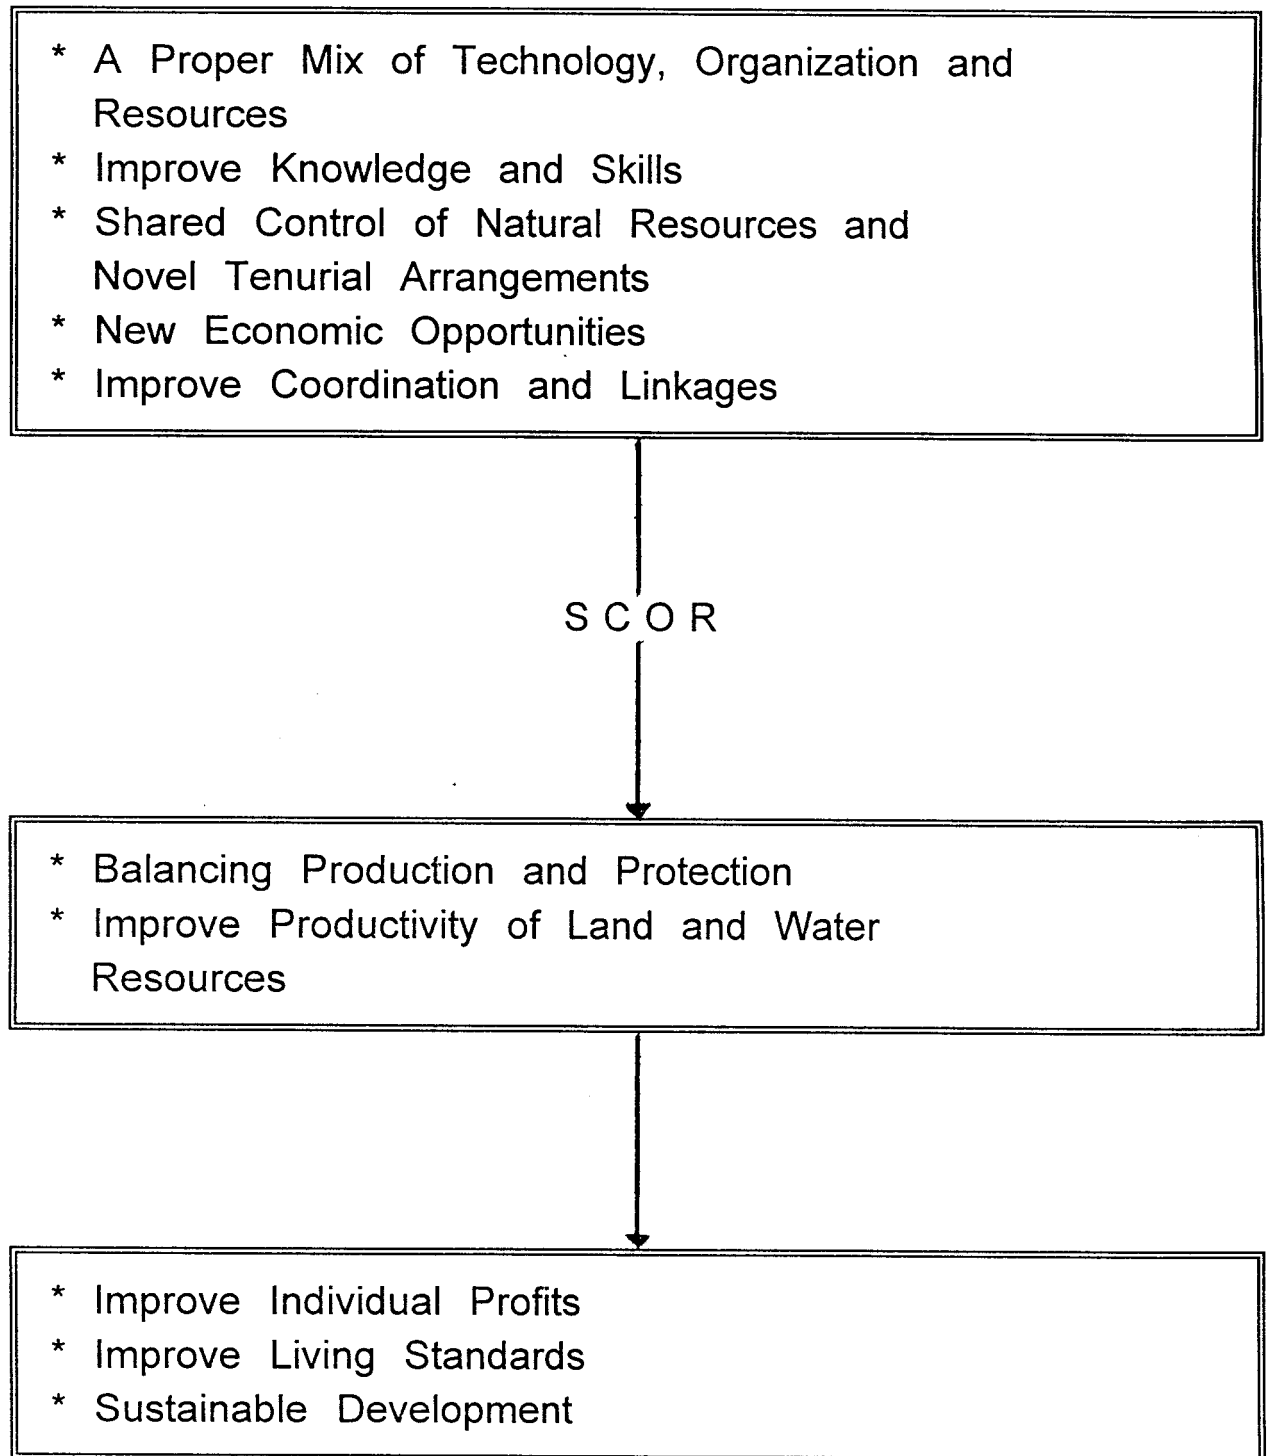 * A Proper Mix of Technology, Organization and
Resources
* Improve Knowledge and Skills
* Shared Control of Natural Resources and
Novel Tenurial Arrangements
* New Economic Opportunities
* Improve Coordination and Linkages
S C O R
* Balancing Production and Protection
* Improve Productivity of Land and Water
Resources
* Improve Individual Profits
* Improve Living Standards
* Sustainable Development